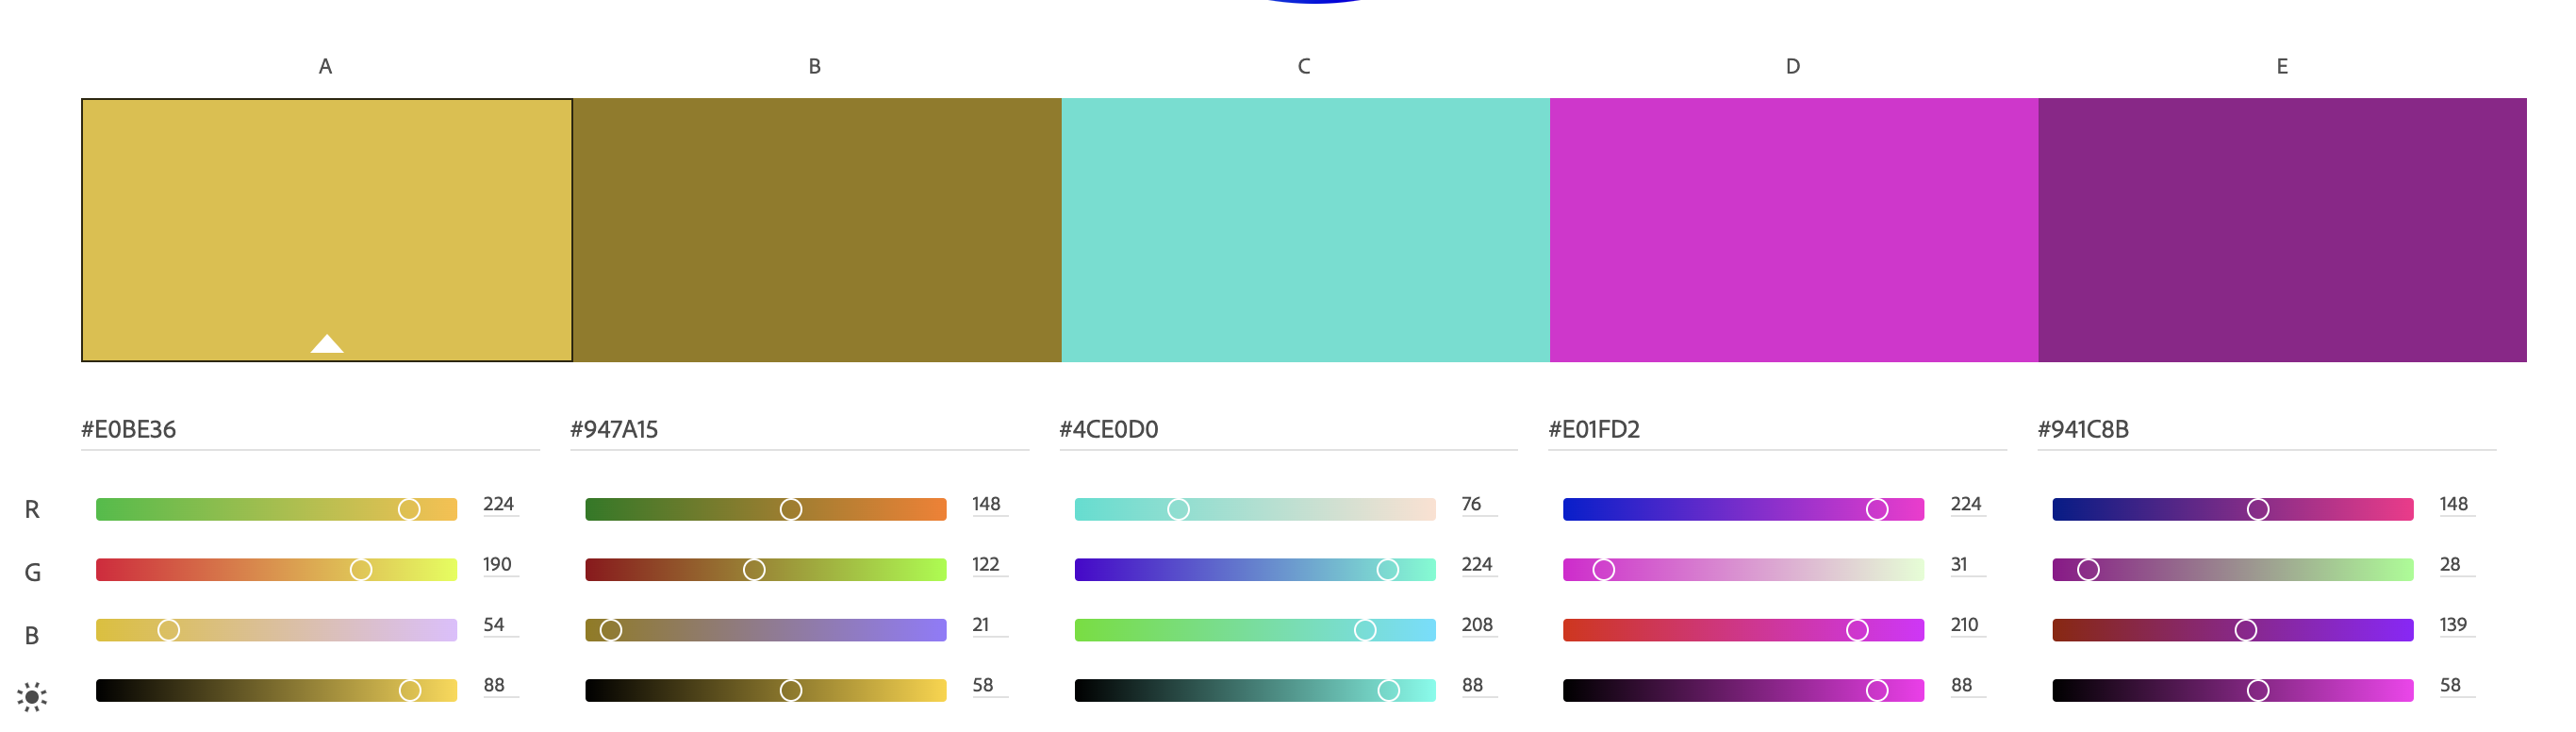 A B C D E
#E0BE36 #947A15 #4CE0D0 #E01FD2 #941C8B
R 224 148 76 224 148
G 190 122 224 31 28
B 54 21 208 210 139
88 58 88 88 58